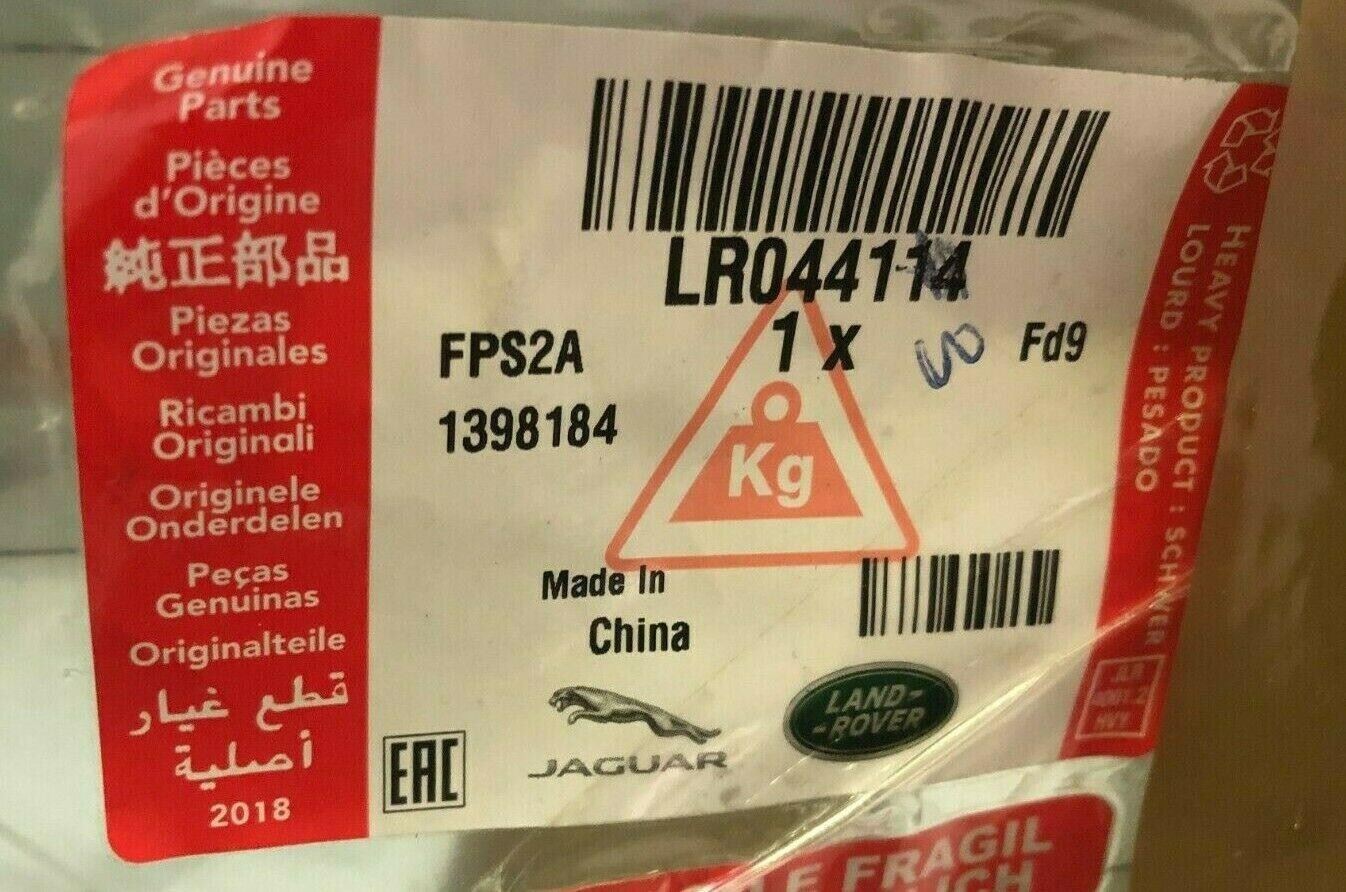 Genuine
Parts
Pièces
d'Origine
純正部品
Piezas
Originales
Ricambi
Originali
Originele
Onderdelen
Peças
Genuinas
Originalteile
قطع غيار
أصلية
2018
LR044114
FPS2A
1 x
Fd9
1398184
Kg
Made In
China
EAC
JAGUAR
LAND-
-ROVER
HEAVY PRODUCT : SCHWER
LOURD : PESADO
JLR
HVY
FRAGIL